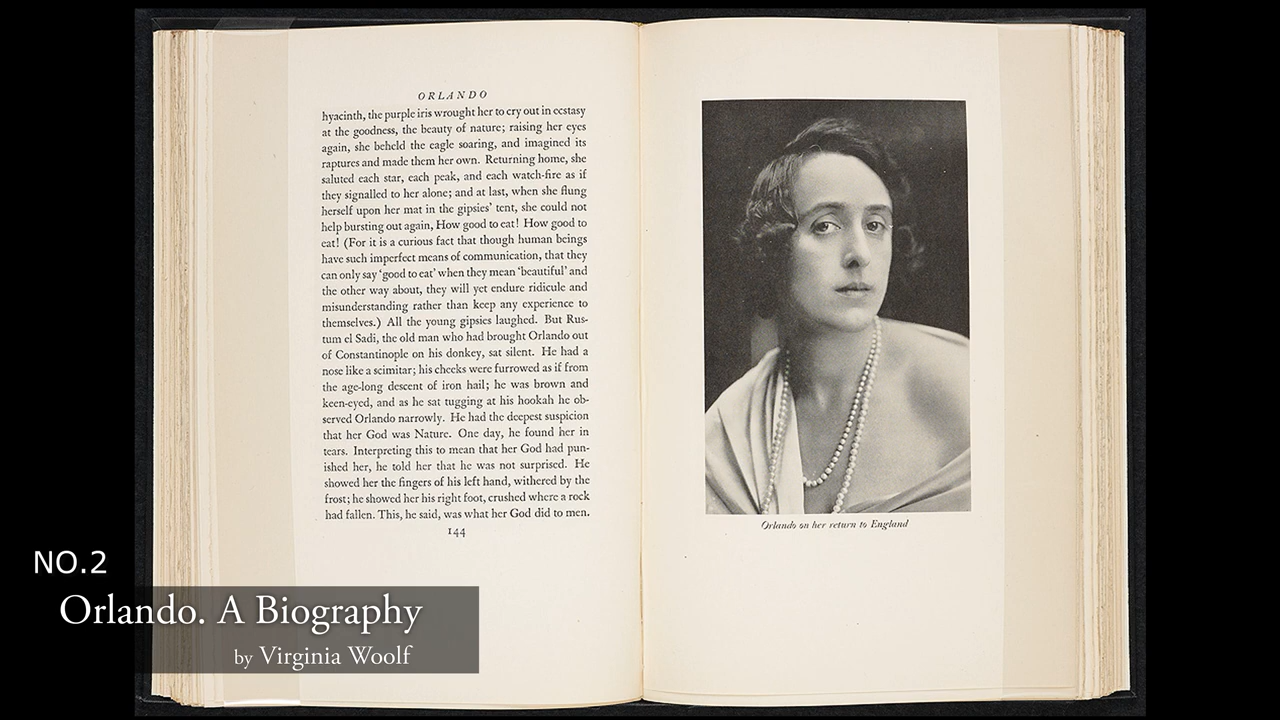 ORLANDO
hyacinth, the purple iris wrought her to cry out in ecstasy
at the goodness, the beauty of nature; raising her eyes
again, she beheld the eagle soaring, and imagined its
raptures and made them her own. Returning home, she
saluted each star, each peak, and each watch-fire as if
they signalled to her alone; and at last, when she flung
herself upon her mat in the gipsies' tent, she could not
help bursting out again, How good to eat! How good to
eat! (For it is a curious fact that though human beings
have such imperfect means of communication, that they
can only say ‘good to eat’ when they mean ‘beautiful’ and
the other way about, they will yet endure ridicule and
misunderstanding rather than keep any experience to
themselves.) All the young gipsies laughed. But Rus-
tum el Sadi, the old man who had brought Orlando out
of Constantinople on his donkey, sat silent. He had a
nose like a scimitar; his cheeks were furrowed as if from
the age-long descent of iron hail; he was brown and
keen-eyed, and as he sat tugging at his hookah he ob-
served Orlando narrowly. He had the deepest suspicion
that her God was Nature. One day, he found her in
tears. Interpreting this to mean that her God had pun-
ished her, he told her that he was not surprised. He
showed her the fingers of his left hand, withered by the
frost; he showed her his right foot, crushed where a rock
had fallen. This, he said, was what her God did to men.
144
Orlando on her return to England
NO.2
Orlando. A Biography
by Virginia Woolf